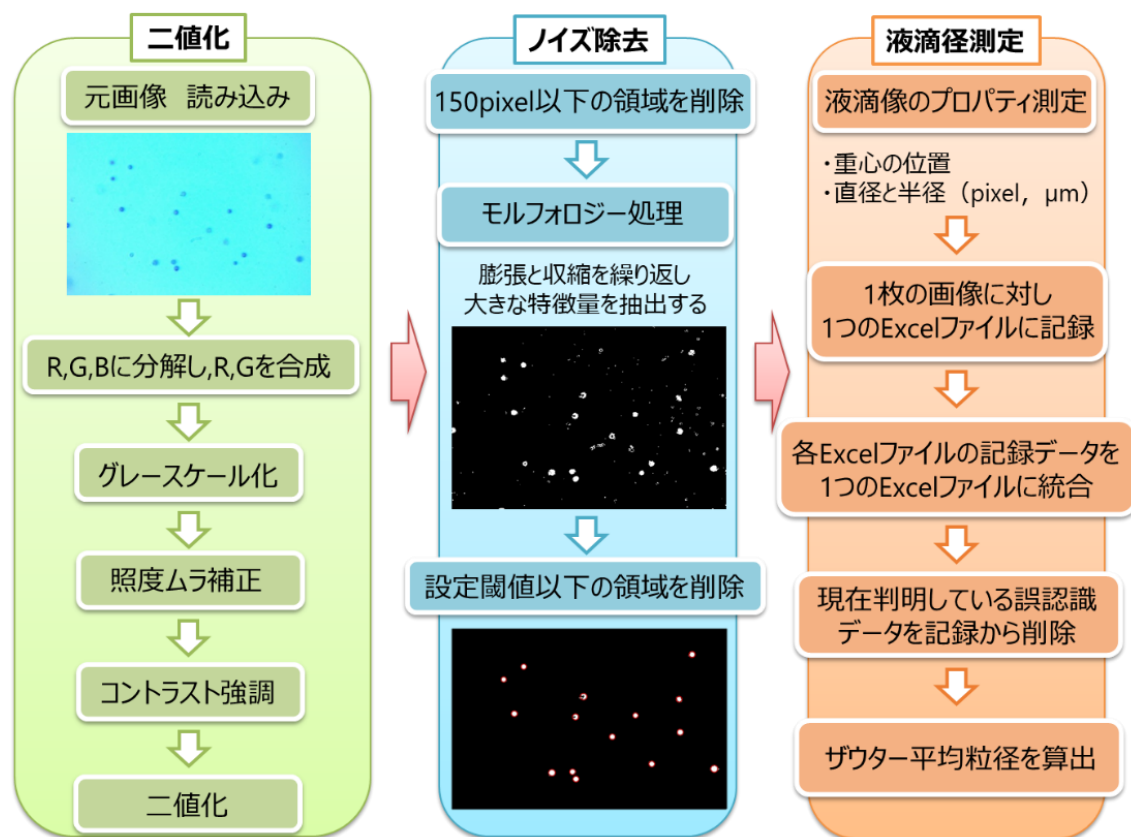 二値化
元画像 読み込み
R,G,Bに分解し,R,Gを合成
グレースケール化
照度ムラ補正
コントラスト強調
二値化
ノイズ除去
150pixel以下の領域を削除
モルフォロジー処理
膨張と収縮を繰り返し
大きな特徴量を抽出する
設定閾値以下の領域を削除
液滴径測定
液滴像のプロパティ測定
・重心の位置
・直径と半径（pixel，μm）
1枚の画像に対し
1つのExcelファイルに記録
各Excelファイルの記録データを
1つのExcelファイルに統合
現在判明している誤認識
データを記録から削除
ザウター平均粒径を算出